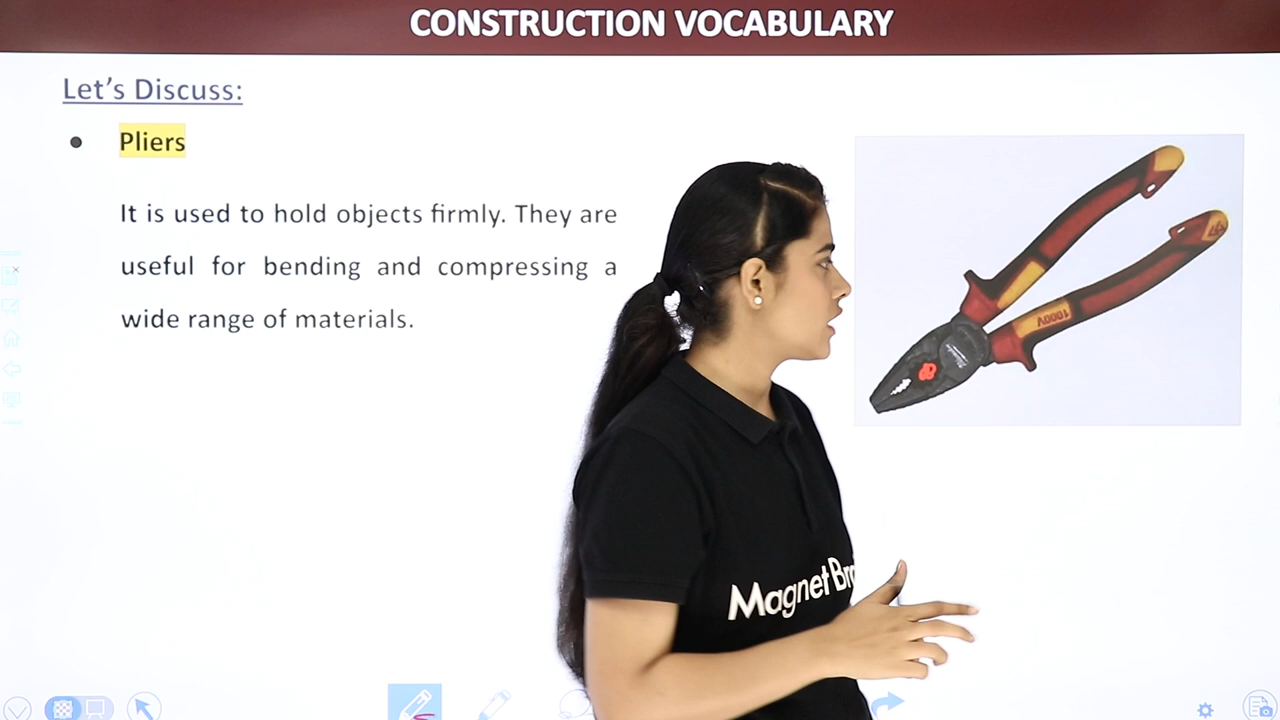 CONSTRUCTION VOCABULARY
Let's Discuss:
Pliers
It is used to hold objects firmly. They are
useful for bending and compressing a
wide range of materials.
1000V
Magnet Br